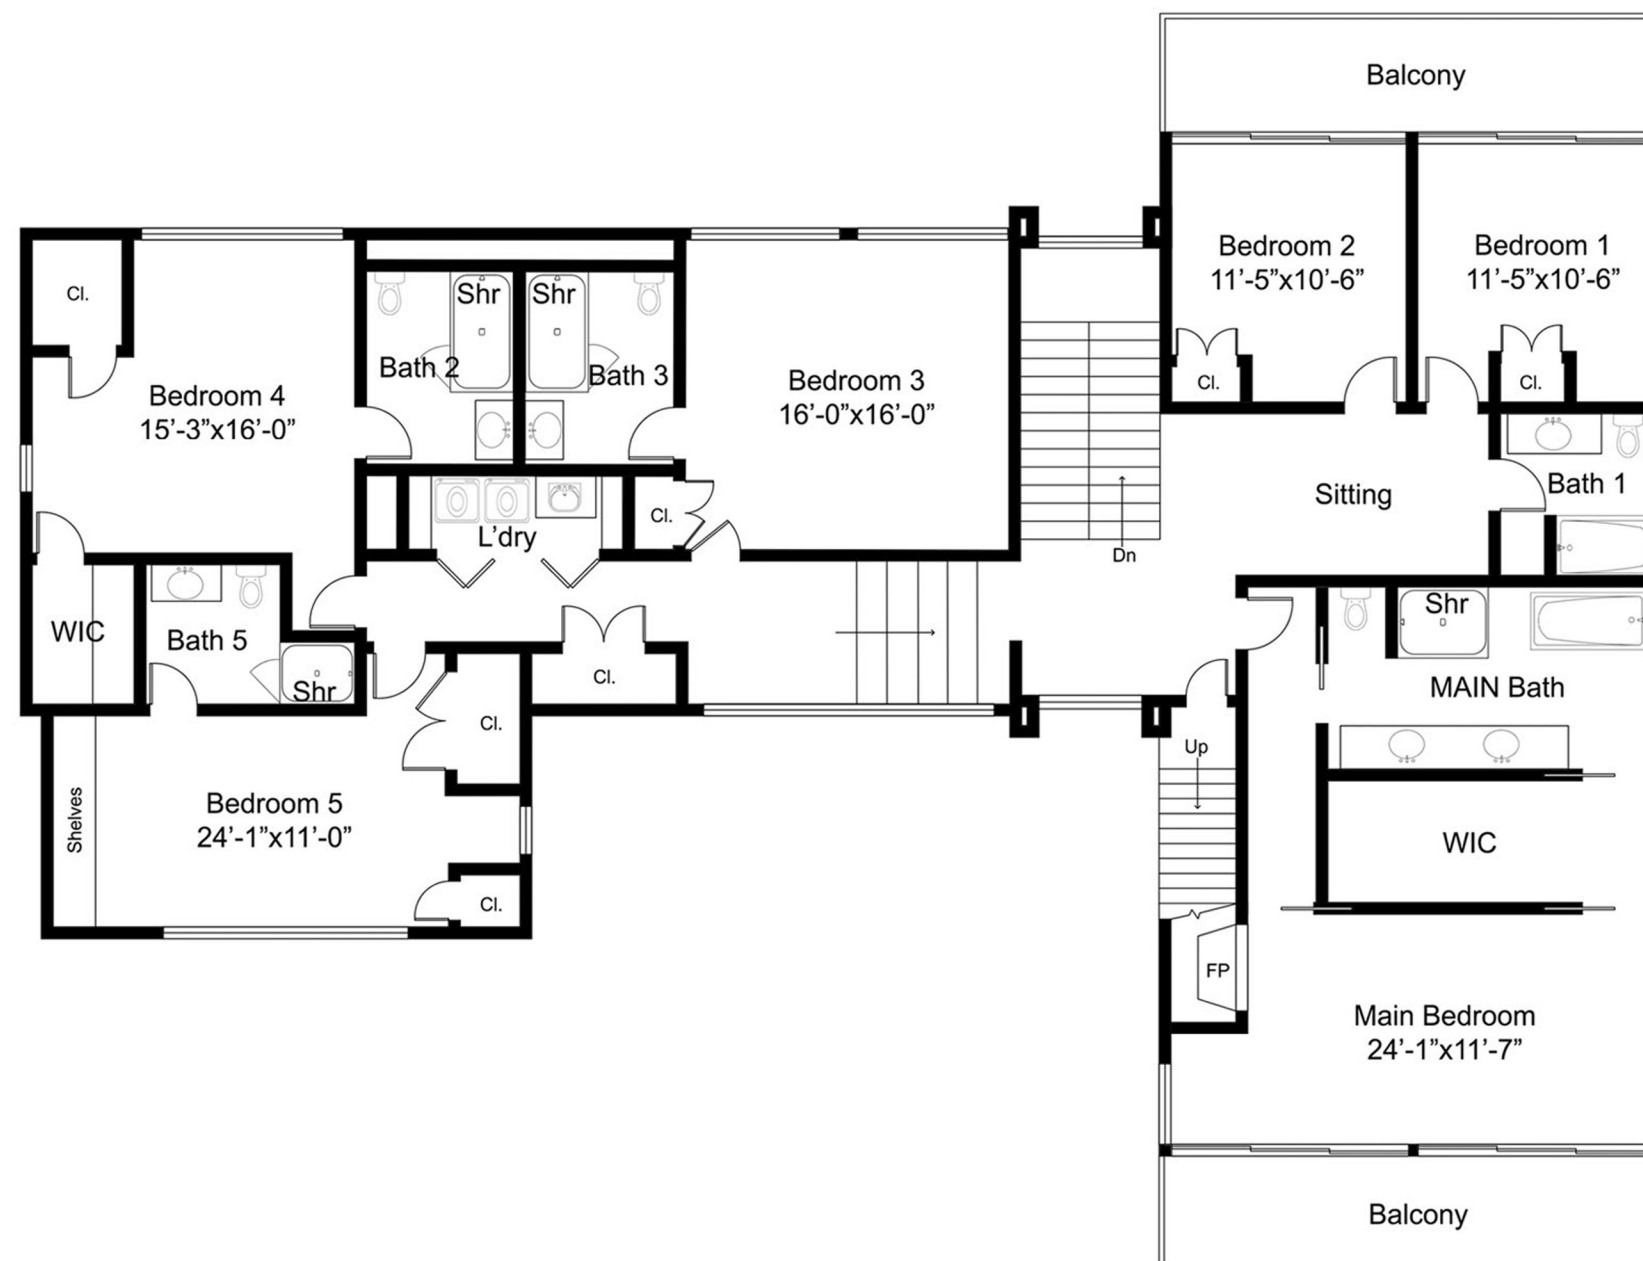 Balcony
Bedroom 2
11’-5”x10’-6”
Bedroom 1
11’-5”x10’-6”
Cl.
Shr
Shr
Bath 2
Bath 3
Bedroom 4
15’-3”x16’-0”
Bedroom 3
16’-0”x16’-0”
Cl.
Cl.
Sitting
Bath 1
Cl.
L’dry
Dn
WIC
Bath 5
Shr
Cl.
Cl.
Shr
MAIN Bath
Up
Shelves
Bedroom 5
24’-1”x11’-0”
WIC
Cl.
FP
Main Bedroom
24’-1”x11’-7”
Balcony